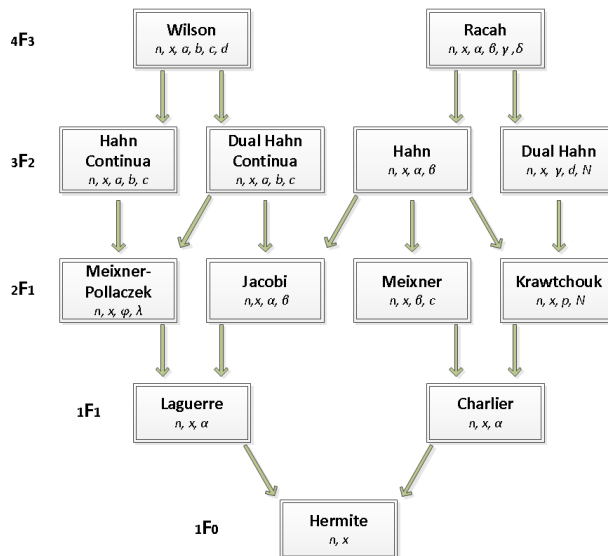 4F3
Wilson
n, x, a, b, c, d
Racah
n, x, α, β, γ ,δ
3F2
Hahn
Continua
n, x, a, b, c
Dual Hahn
Continua
n, x, a, b, c
Hahn
n, x, α, β
Dual Hahn
n, x, γ, d, N
2F1
Meixner-
Pollaczek
n, x, φ, λ
Jacobi
n,x, α, β
Meixner
n, x, β, c
Krawtchouk
n, x, p, N
1F1
Laguerre
n, x, α
Charlier
n, x, α
1F0
Hermite
n, x